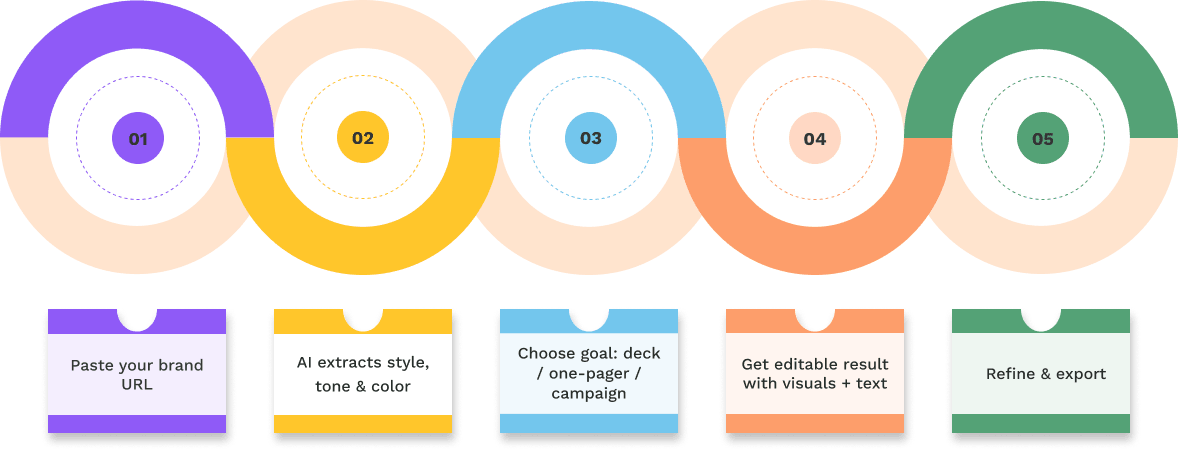 01
02
03
04
05
Paste your brand
URL
AI extracts style,
tone & color
Choose goal: deck
/ one-pager /
campaign
Get editable result
with visuals + text
Refine & export